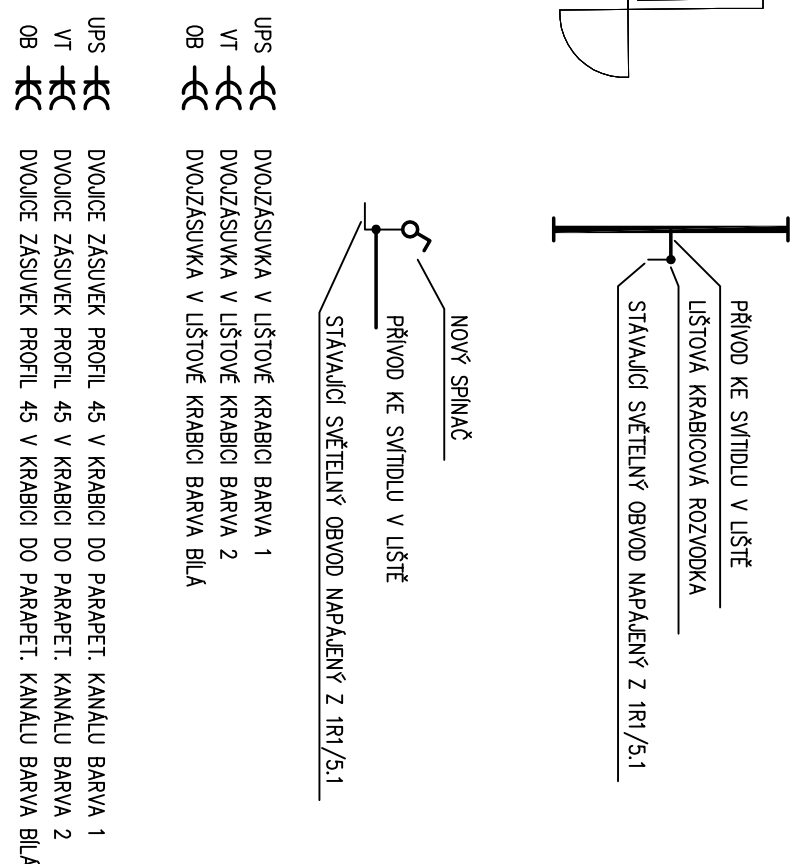 PŘÍVOD KE SVÍTIDLU V LIŠTĚ
LIŠTOVÁ KRABICOVÁ ROZVODKA
STÁVAJÍCÍ SVĚTELNÝ OBVOD NAPÁJENÝ Z 1R1/5.1
NOVÝ SPÍNAČ
PŘÍVOD KE SVÍTIDLU V LIŠTĚ
STÁVAJÍCÍ SVĚTELNÝ OBVOD NAPÁJENÝ Z 1R1/5.1
UPS DVOJZÁSUVKA V LIŠTOVÉ KRABICI BARVA 1
VT DVOJZÁSUVKA V LIŠTOVÉ KRABICI BARVA 2
OB DVOJZÁSUVKA V LIŠTOVÉ KRABICI BARVA BÍLÁ
UPS DVOJICE ZÁSUVEK PROFIL 45 V KRABICI DO PARAPET. KANÁLU BARVA 1
VT DVOJICE ZÁSUVEK PROFIL 45 V KRABICI DO PARAPET. KANÁLU BARVA 2
OB DVOJICE ZÁSUVEK PROFIL 45 V KRABICI DO PARAPET. KANÁLU BARVA BÍLÁ